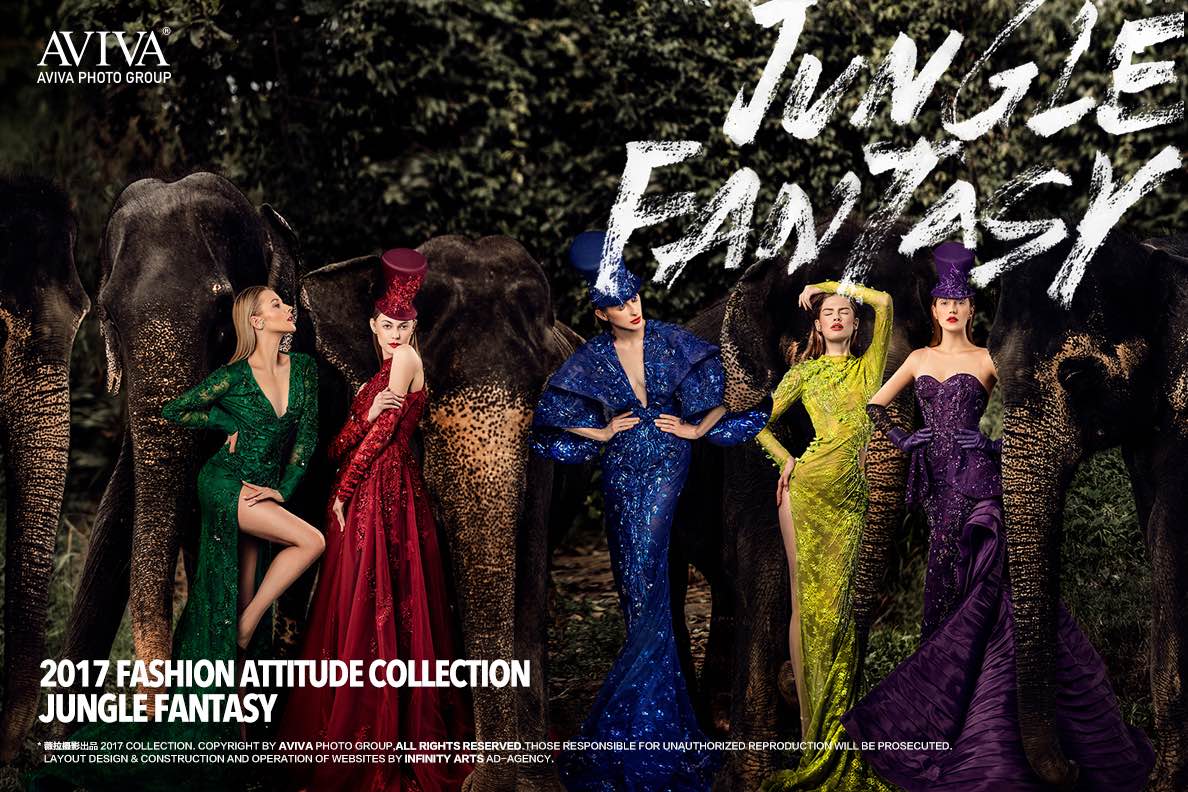 AVIVA®
AVIVA PHOTO GROUP
JUNGLE
FANTASY
2017 FASHION ATTITUDE COLLECTION
JUNGLE FANTASY
* 薇拉摄影出品 2017 COLLECTION. COPYRIGHT BY AVIVA PHOTO GROUP,ALL RIGHTS RESERVED.THOSE RESPONSIBLE FOR UNAUTHORIZED REPRODUCTION WILL BE PROSECUTED.
LAYOUT DESIGN & CONSTRUCTION AND OPERATION OF WEBSITES BY INFINITY ARTS AD-AGENCY.